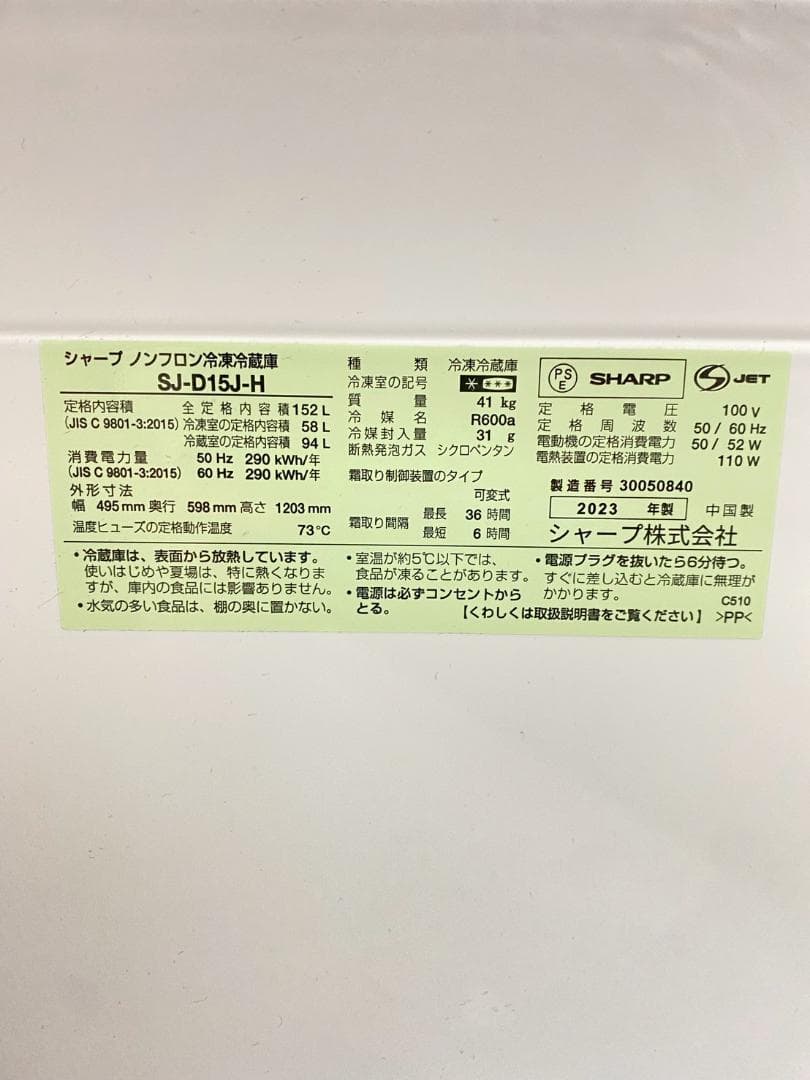 シャープ ノンフロン冷凍冷蔵庫
SJ-D15J-H
定格内容積 全定格内容積 152 L
(JIS C 9801-3:2015) 冷凍室の定格内容積 58 L
冷蔵室の定格内容積 94 L
消費電力量 50 Hz 290 kWh/年
(JIS C 9801-3:2015) 60 Hz 290 kWh/年
外形寸法
幅 495mm 奥行 598mm 高さ 1203mm
温度ヒューズの定格動作温度 73℃
種類 冷凍冷蔵庫
冷凍室の記号 * ***
質量 41 kg
冷媒名 R600a
冷媒封入量 31 g
断熱発泡ガス シクロペンタン
霜取り制御装置のタイプ
可変式
霜取り間隔 最長 36 時間
最短 6 時間
PSE SHARP S JET
定格電圧 100 V
定格周波数 50 / 60 Hz
電動機の定格消費電力 50 / 52 W
電熱装置の定格消費電力 110 W
製造番号 30050840
2023 年製 中国製
シャープ株式会社
・冷蔵庫は、表面から放熱しています。
使いはじめや夏場は、特に熱くなりま
すが、庫内の食品には影響ありません。
・水気の多い食品は、棚の奥に置かない。
・室温が約5℃以下では、
食品が凍ることがあります。
・電源は必ずコンセントから
とる。
・電源プラグを抜いたら6分待つ。
すぐに差し込むと冷蔵庫に無理が
かかります。 C510
【くわしくは取扱説明書をご覧ください】 >PP<